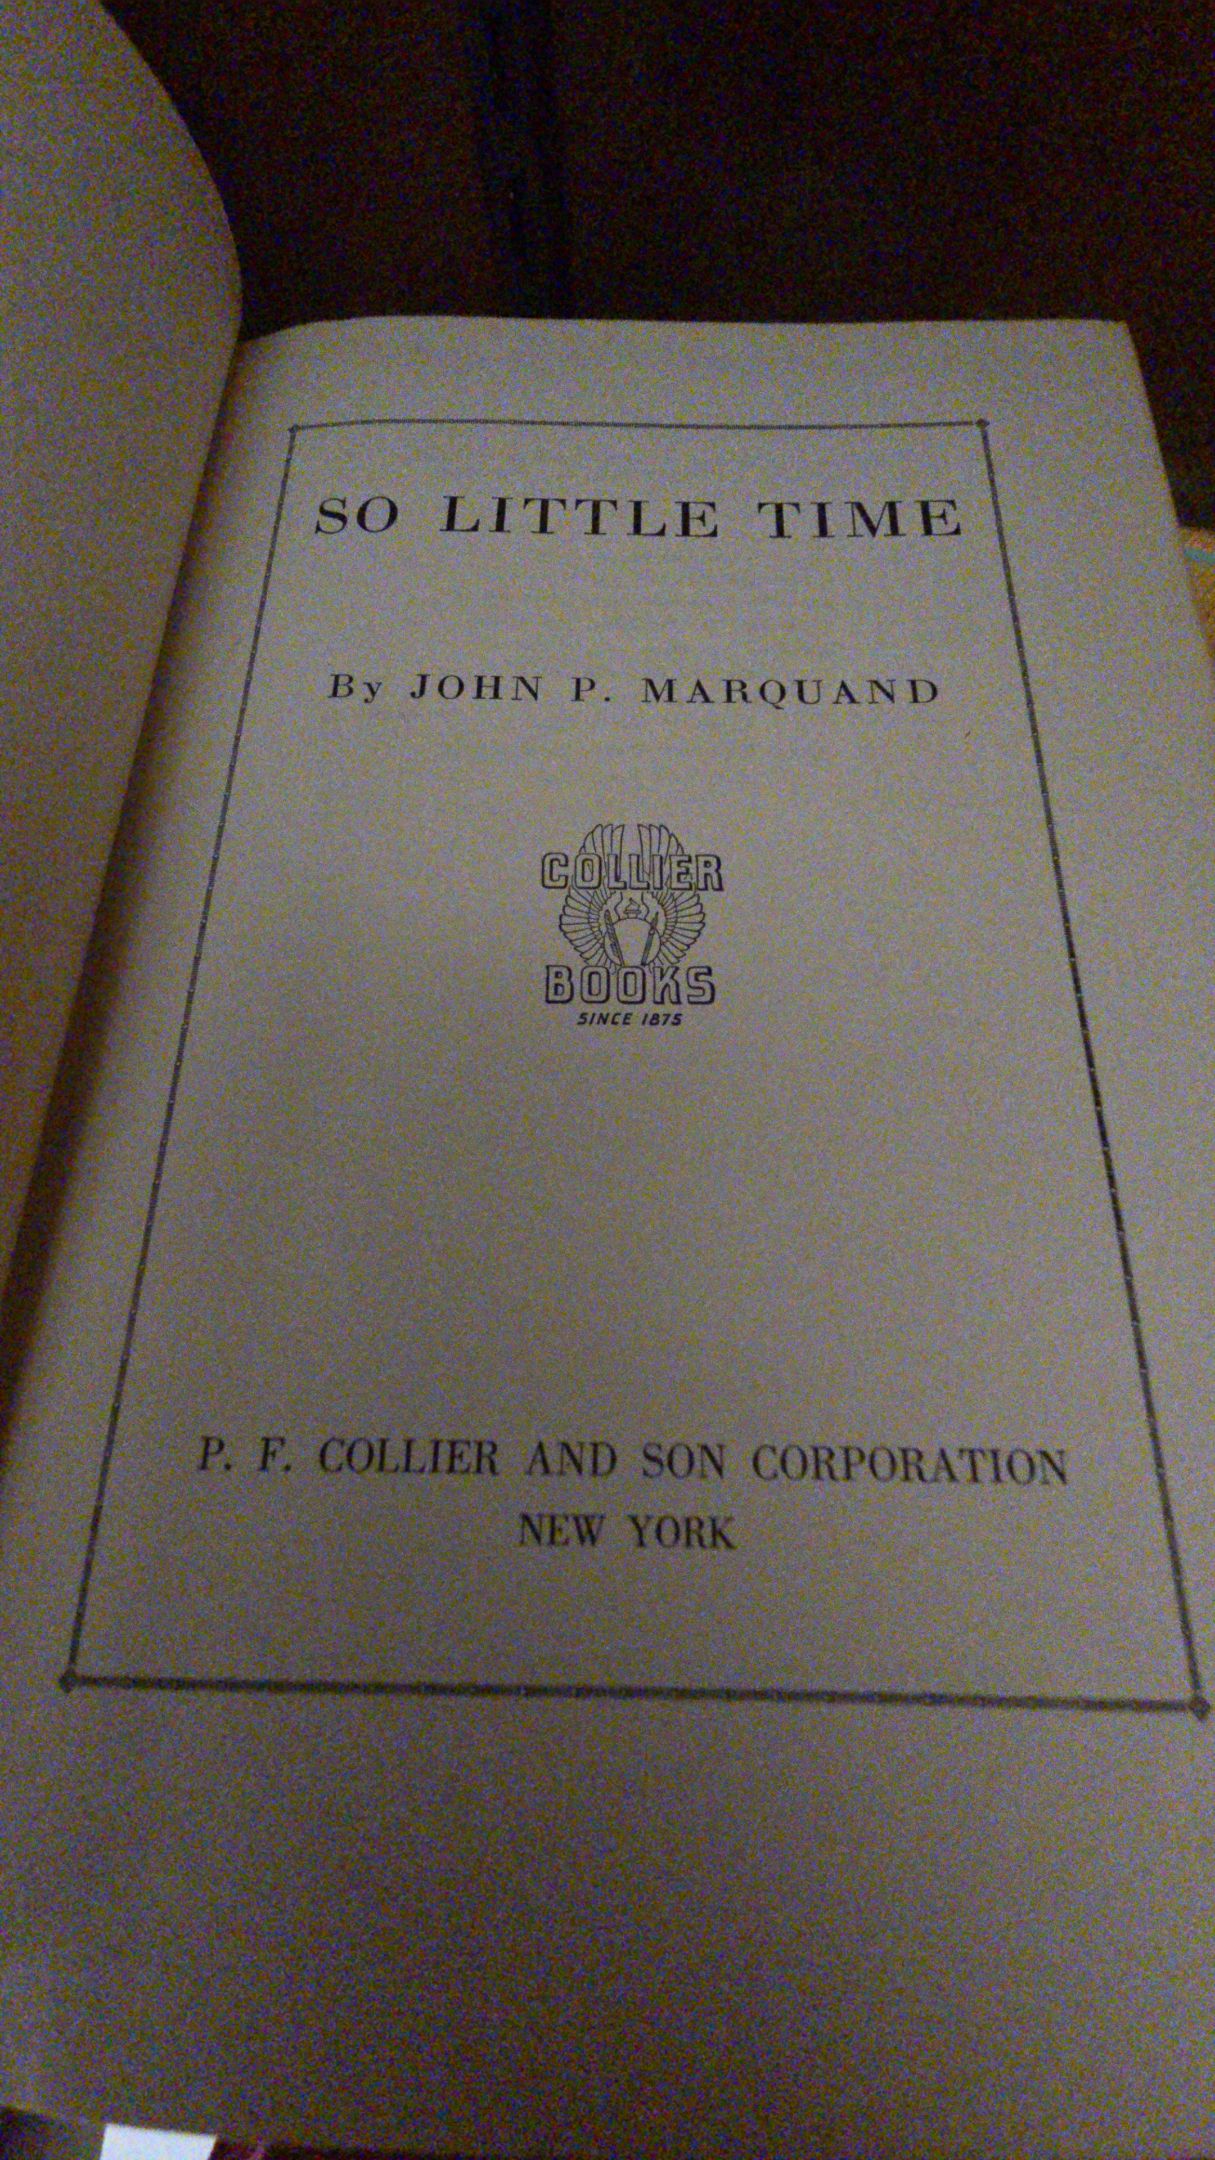 SO LITTLE TIME
By JOHN P. MARQUAND
COLLIER
BOOKS
SINCE 1875
P. F. COLLIER AND SON CORPORATION
NEW YORK